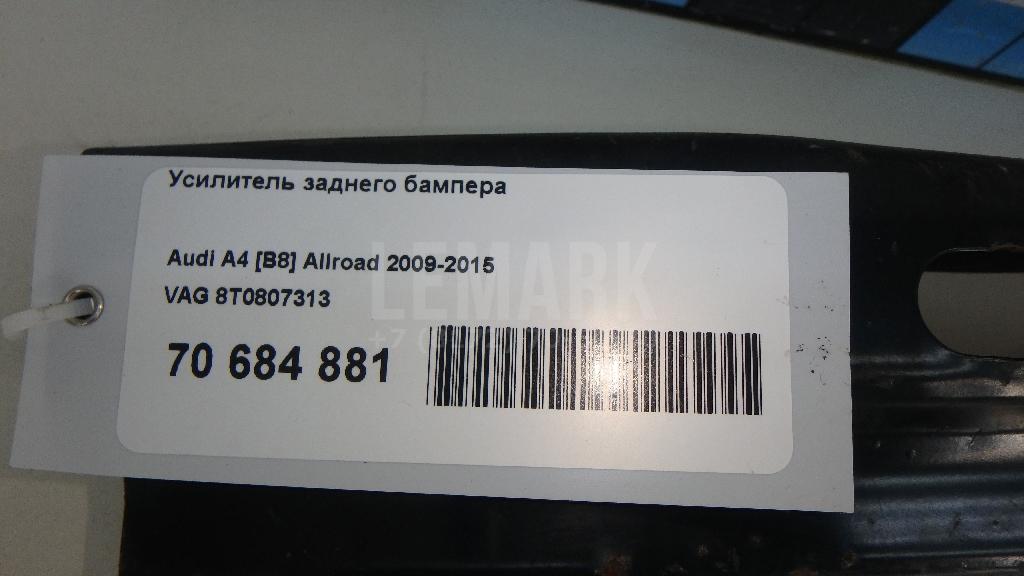 Усилитель заднего бампера
Audi A4 [B8] Allroad 2009-2015
LEMARK
VAG 8T0807313
70 684 881